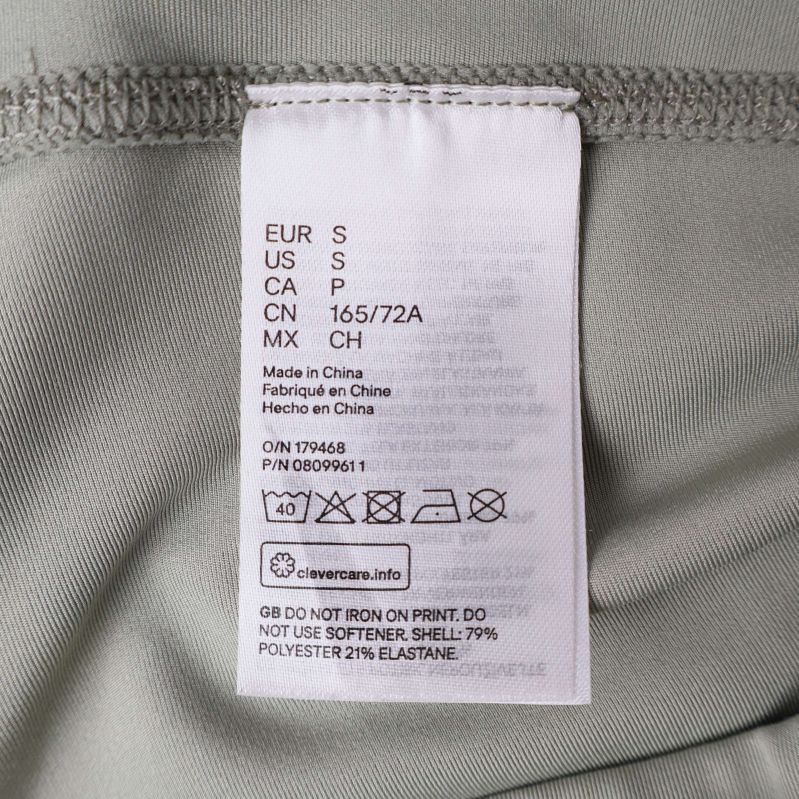 EUR S
US S
CA P
CN 165/72A
MX CH
Made in China
Fabriqué en Chine
Hecho en China
O/N 179468
P/N 08099611
40
clevercare.info
GB DO NOT IRON ON PRINT. DO
NOT USE SOFTENER. SHELL: 79%
POLYESTER 21% ELASTANE.